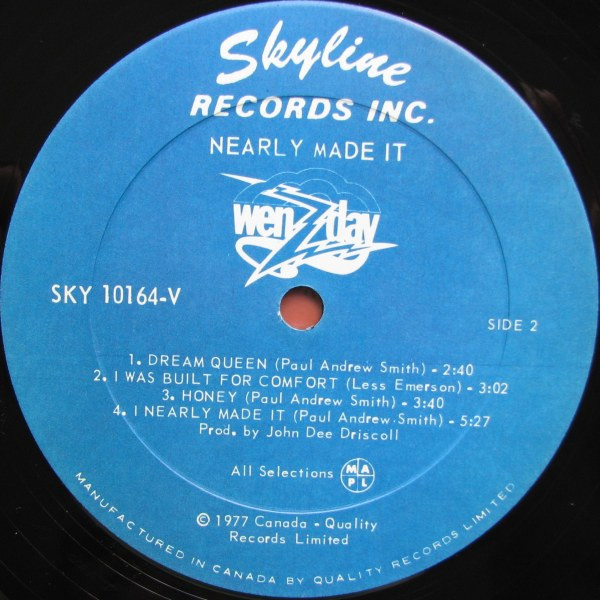 Skyline
RECORDS INC.
NEARLY MADE IT
wenzday
SKY 10164-V
SIDE 2
1. DREAM QUEEN (Paul Andrew Smith) - 2:40
2. I WAS BUILT FOR COMFORT (Less Emerson) - 3:02
3. HONEY (Paul Andrew Smith) - 3:40
4. I NEARLY MADE IT (Paul Andrew Smith) - 5:27
Prod. by John Dee Driscoll
All Selections M A P L
© 1977 Canada - Quality
Records Limited
MANUFACTURED IN CANADA BY QUALITY RECORDS LIMITED